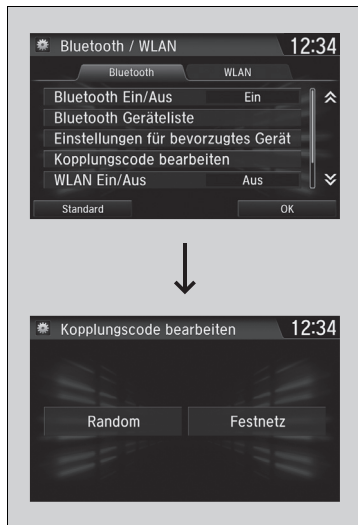 Bluetooth / WLAN 12:34
Bluetooth WLAN
Bluetooth Ein/Aus Ein
Bluetooth Geräteliste
Einstellungen für bevorzugtes Gerät
Kopplungscode bearbeiten
WLAN Ein/Aus Aus
Standard OK
Kopplungscode bearbeiten 12:34
Random Festnetz